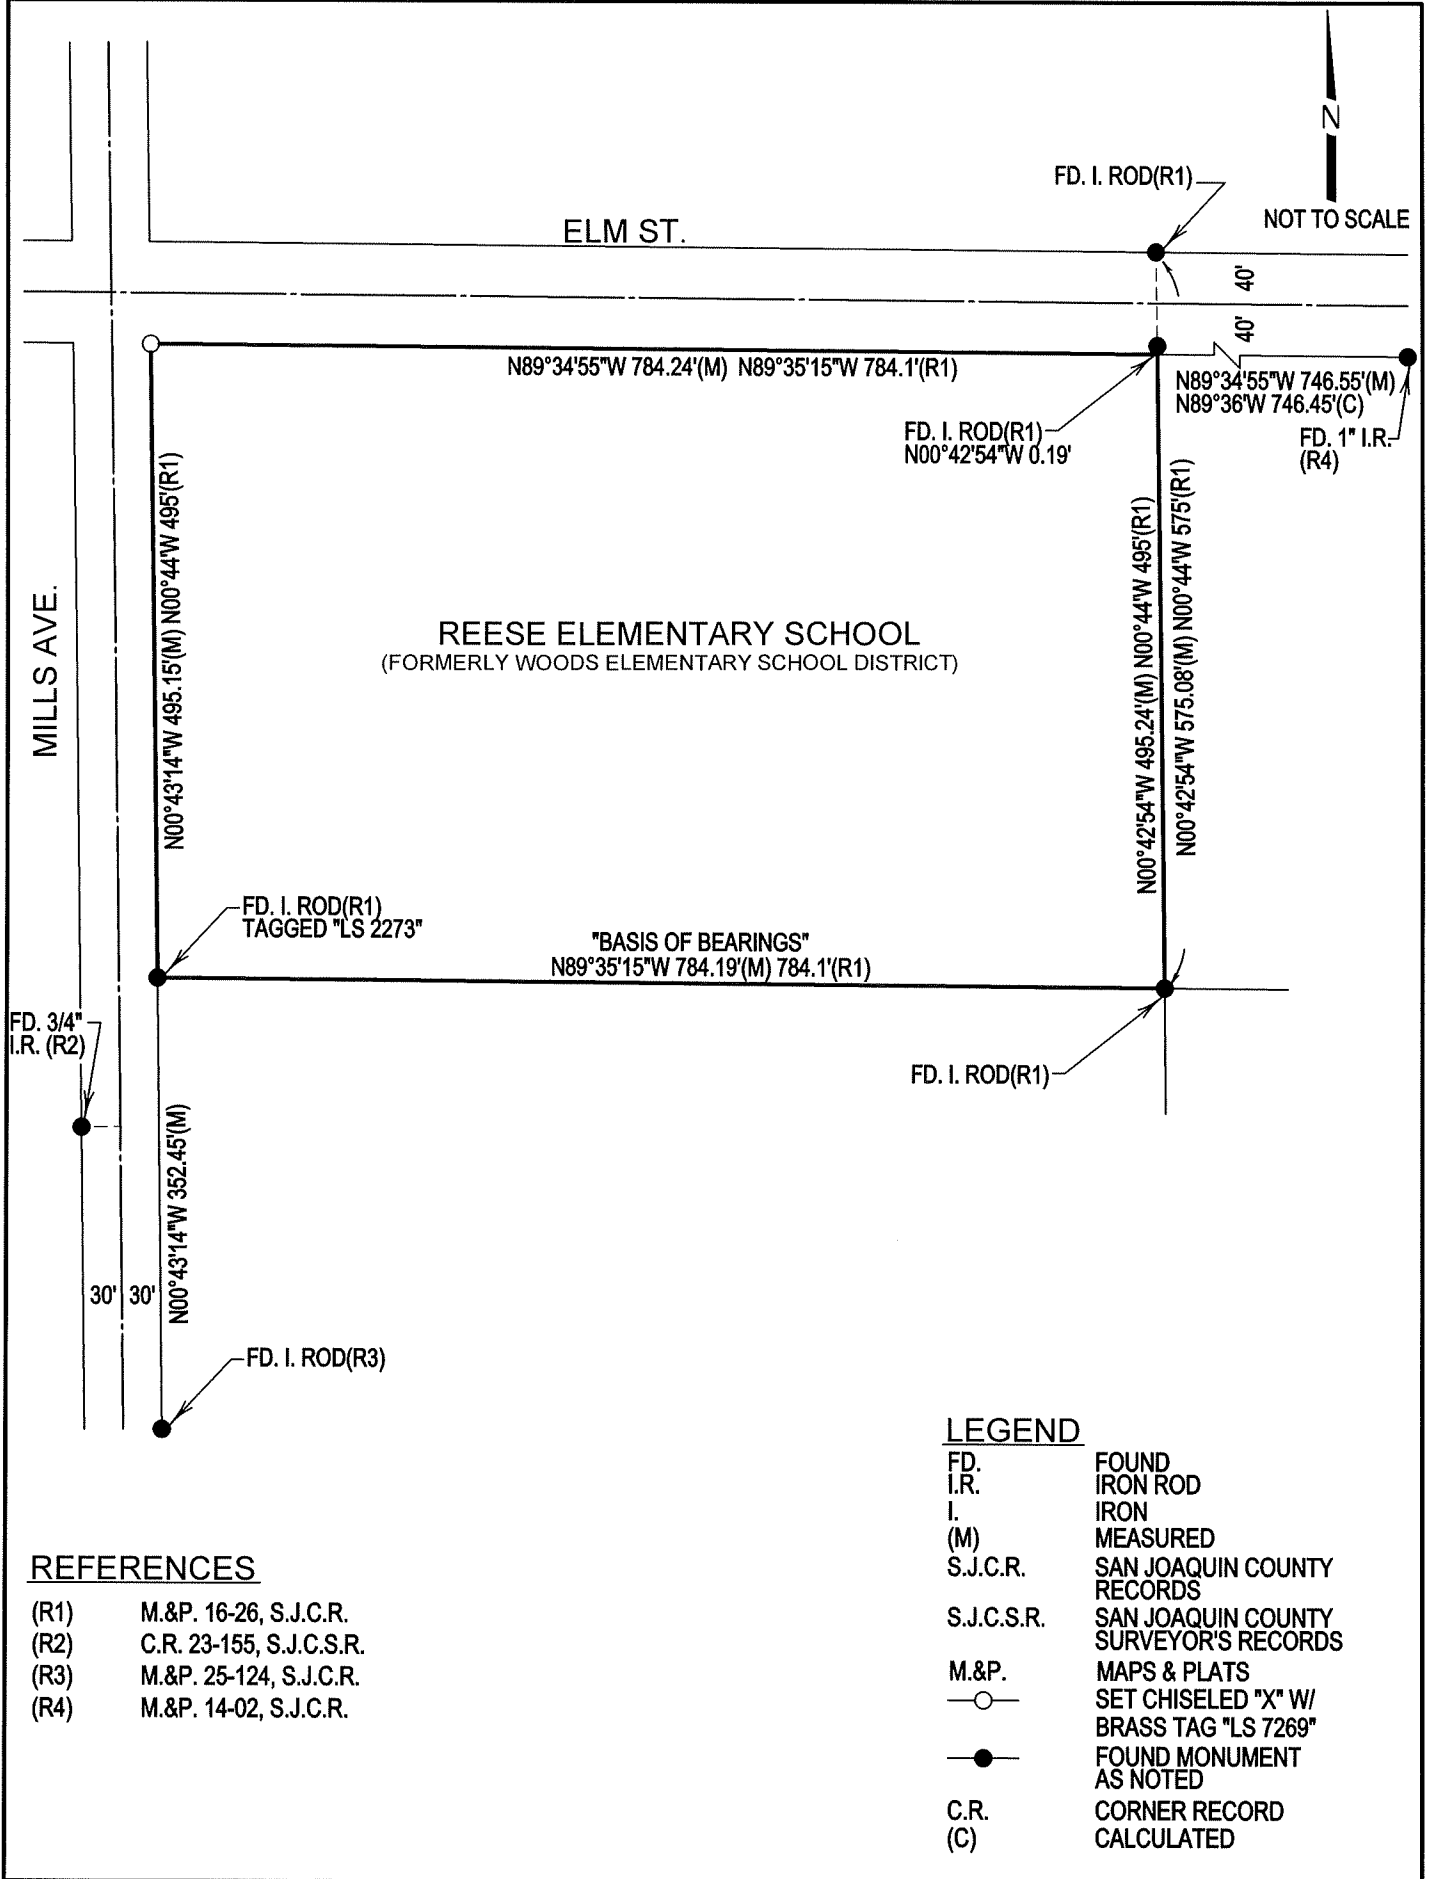 N
FD. I. ROD(R1)
NOT TO SCALE
ELM ST.
40'
40'
N89°34'55"W 784.24'(M) N89°35'15"W 784.1'(R1)
N89°34'55"W 746.55'(M)
N89°36'W 746.45'(C)
FD. 1" I.R.
(R4)
FD. I. ROD(R1)
N00°42'54"W 0.19'
N00°43'14"W 495.15'(M) N00°44'W 495'(R1)
N00°42'54"W 495.24'(M) N00°44'W 495'(R1)
N00°42'54"W 575.08'(M) N00°44'W 575'(R1)
MILLS AVE.
REESE ELEMENTARY SCHOOL
(FORMERLY WOODS ELEMENTARY SCHOOL DISTRICT)
FD. I. ROD(R1)
TAGGED "LS 2273"
"BASIS OF BEARINGS"
N89°35'15"W 784.19'(M) 784.1'(R1)
FD. 3/4"
I.R. (R2)
FD. I. ROD(R1)
N00°43'14"W 352.45'(M)
30'
30'
FD. I. ROD(R3)
LEGEND
FD. FOUND
I.R. IRON ROD
I. IRON
(M) MEASURED
S.J.C.R. SAN JOAQUIN COUNTY
RECORDS
S.J.C.S.R. SAN JOAQUIN COUNTY
SURVEYOR'S RECORDS
M.&P. MAPS & PLATS
SET CHISELED "X" W/
BRASS TAG "LS 7269"
FOUND MONUMENT
AS NOTED
C.R. CORNER RECORD
(C) CALCULATED
REFERENCES
(R1) M.&P. 16-26, S.J.C.R.
(R2) C.R. 23-155, S.J.C.S.R.
(R3) M.&P. 25-124, S.J.C.R.
(R4) M.&P. 14-02, S.J.C.R.